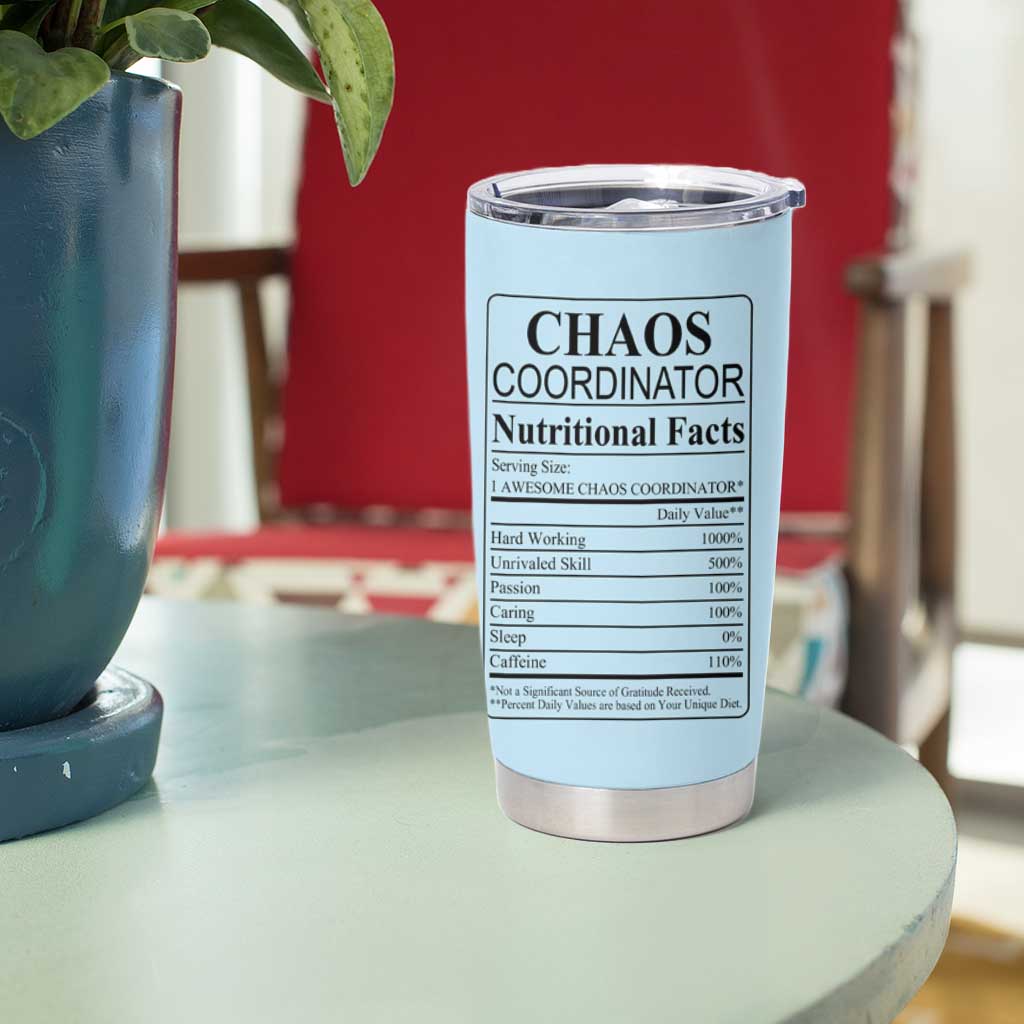 CHAOS
COORDINATOR
Nutritional Facts
Serving Size:
1 AWESOME CHAOS COORDINATOR*
Daily Value**
Hard Working 1000%
Unrivaled Skill 500%
Passion 100%
Caring 100%
Sleep 0%
Caffeine 110%
*Not a Significant Source of Gratitude Received.
**Percent Daily Values are based on Your Unique Diet.